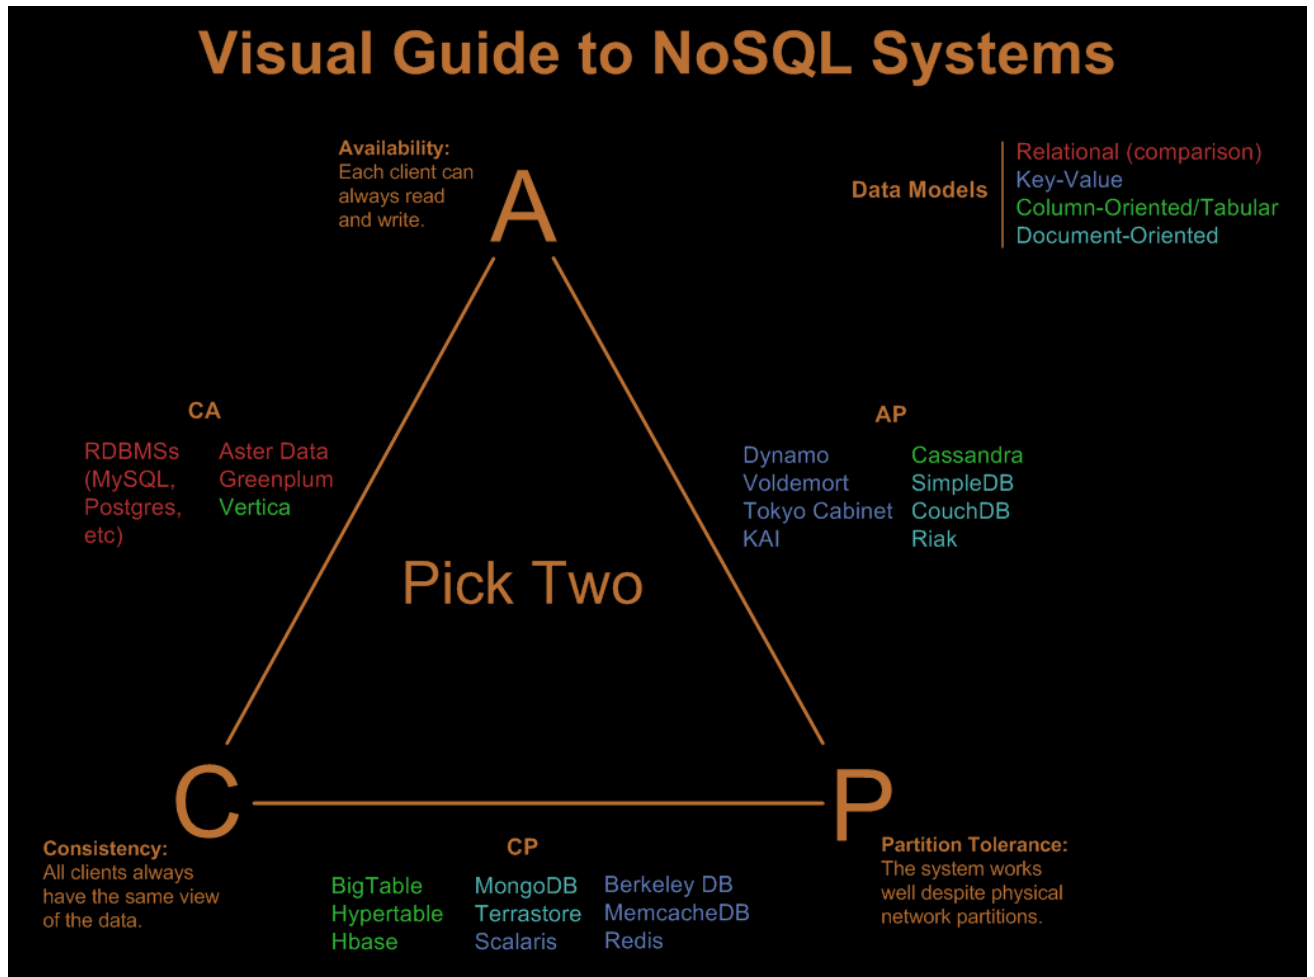 Visual Guide to NoSQL Systems
Availability:
Each client can
always read
and write.
A
Data Models
Relational (comparison)
Key-Value
Column-Oriented/Tabular
Document-Oriented
CA
RDBMSs
(MySQL,
Postgres,
etc)
Aster Data
Greenplum
Vertica
AP
Dynamo
Voldemort
Tokyo Cabinet
KAI
Cassandra
SimpleDB
CouchDB
Riak
Pick Two
C
Consistency:
All clients always
have the same view
of the data.
CP
BigTable
Hypertable
Hbase
MongoDB
Terrastore
Scalaris
Berkeley DB
MemcacheDB
Redis
P
Partition Tolerance:
The system works
well despite physical
network partitions.